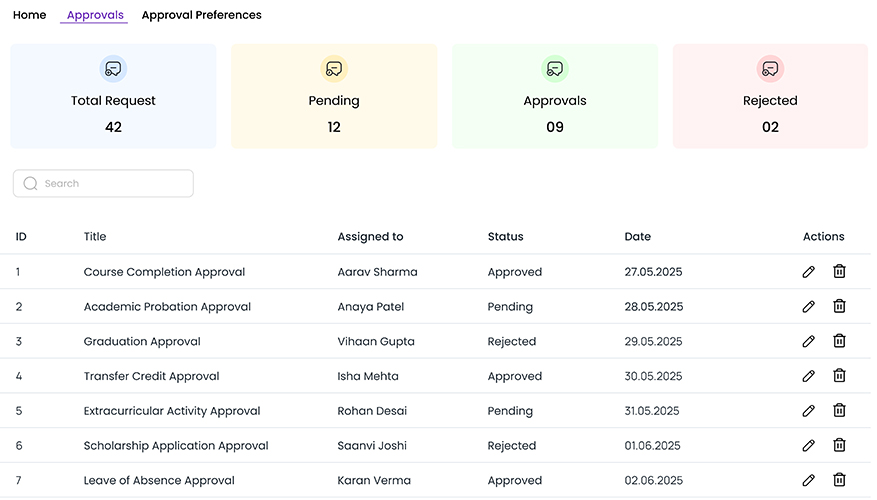 Home Approvals Approval Preferences
Total Request Pending Approvals Rejected
42 12 09 02
Search
ID Title Assigned to Status Date Actions
1 Course Completion Approval Aarav Sharma Approved 27.05.2025
2 Academic Probation Approval Anaya Patel Pending 28.05.2025
3 Graduation Approval Vihaan Gupta Rejected 29.05.2025
4 Transfer Credit Approval Isha Mehta Approved 30.05.2025
5 Extracurricular Activity Approval Rohan Desai Pending 31.05.2025
6 Scholarship Application Approval Saanvi Joshi Rejected 01.06.2025
7 Leave of Absence Approval Karan Verma Approved 02.06.2025